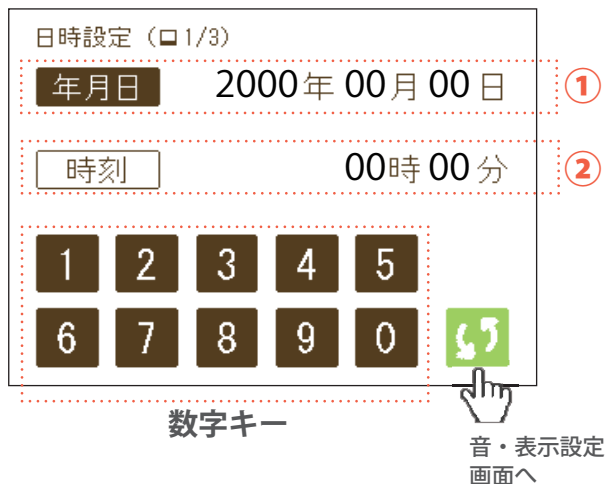 日時設定（口1/3）
年月日 2000年 00月 00日 ①
時刻 00時 00分 ②
1 2 3 4 5
6 7 8 9 0
数字キー
音・表示設定
画面へ